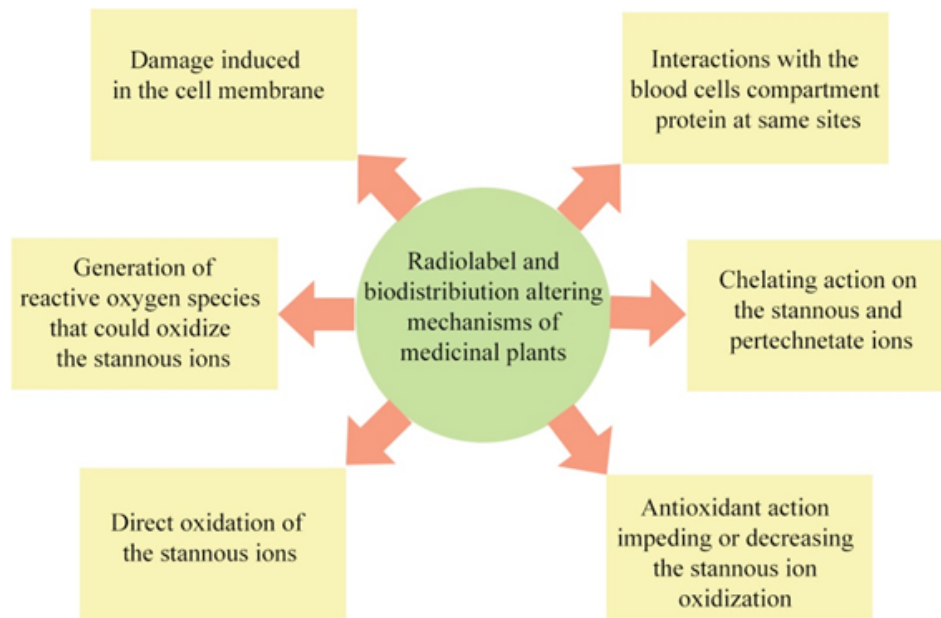 Damage induced
in the cell membrane
Interactions with the
blood cells compartment
protein at same sites
Generation of
reactive oxygen species
that could oxidize
the stannous ions
Radiolabel and
biodistribiution altering
mechanisms of
medicinal plants
Chelating action on
the stannous and
pertechnetate ions
Direct oxidation of
the stannous ions
Antioxidant action
impeding or decreasing
the stannous ion
oxidization